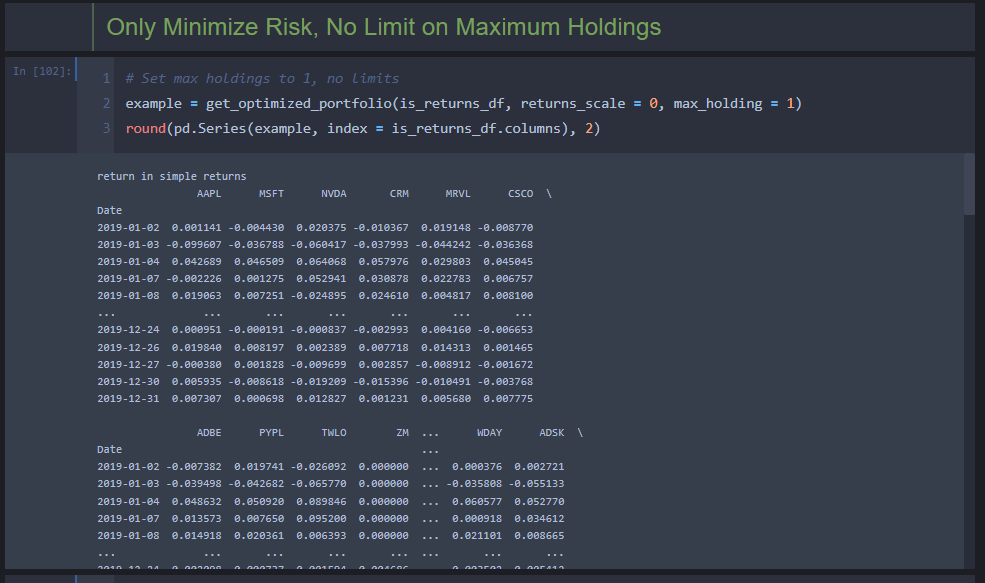 Only Minimize Risk, No Limit on Maximum Holdings
In [102]:
1 # Set max holdings to 1, no limits
2 example = get_optimized_portfolio(is_returns_df, returns_scale = 0, max_holding = 1)
3 round(pd.Series(example, index = is_returns_df.columns), 2)
return in simple returns
AAPL MSFT NVDA CRM MRVL CSCO \
Date
2019-01-02 0.001141 -0.004430 0.020375 -0.010367 0.019148 -0.008770
2019-01-03 -0.099607 -0.036788 -0.060417 -0.037993 -0.044242 -0.036368
2019-01-04 0.042689 0.046509 0.064068 0.057976 0.029803 0.045045
2019-01-07 -0.002226 0.001275 0.052941 0.030878 0.022783 0.006757
2019-01-08 0.019063 0.007251 -0.024895 0.024610 0.004817 0.008100
... ... ... ... ... ... ...
2019-12-24 0.000951 -0.000191 -0.000837 -0.002993 0.004160 -0.006653
2019-12-26 0.019840 0.008197 0.002389 0.007718 0.014313 0.001465
2019-12-27 -0.000380 0.001828 -0.009699 0.002857 -0.008912 -0.001672
2019-12-30 0.005935 -0.008618 -0.019209 -0.015396 -0.010491 -0.003768
2019-12-31 0.007307 0.000698 0.012827 0.001231 0.005680 0.007775
ADBE PYPL TWLO ZM ... WDAY ADSK \
Date ...
2019-01-02 -0.007382 0.019741 -0.026092 0.000000 ... 0.000376 0.002721
2019-01-03 -0.039498 -0.042682 -0.065770 0.000000 ... -0.035808 -0.055133
2019-01-04 0.048632 0.050920 0.089846 0.000000 ... 0.060577 0.052770
2019-01-07 0.013573 0.007650 0.095200 0.000000 ... 0.000918 0.034612
2019-01-08 0.014918 0.020361 0.006393 0.000000 ... 0.021101 0.008665
... ... ... ... ... ... ... ...